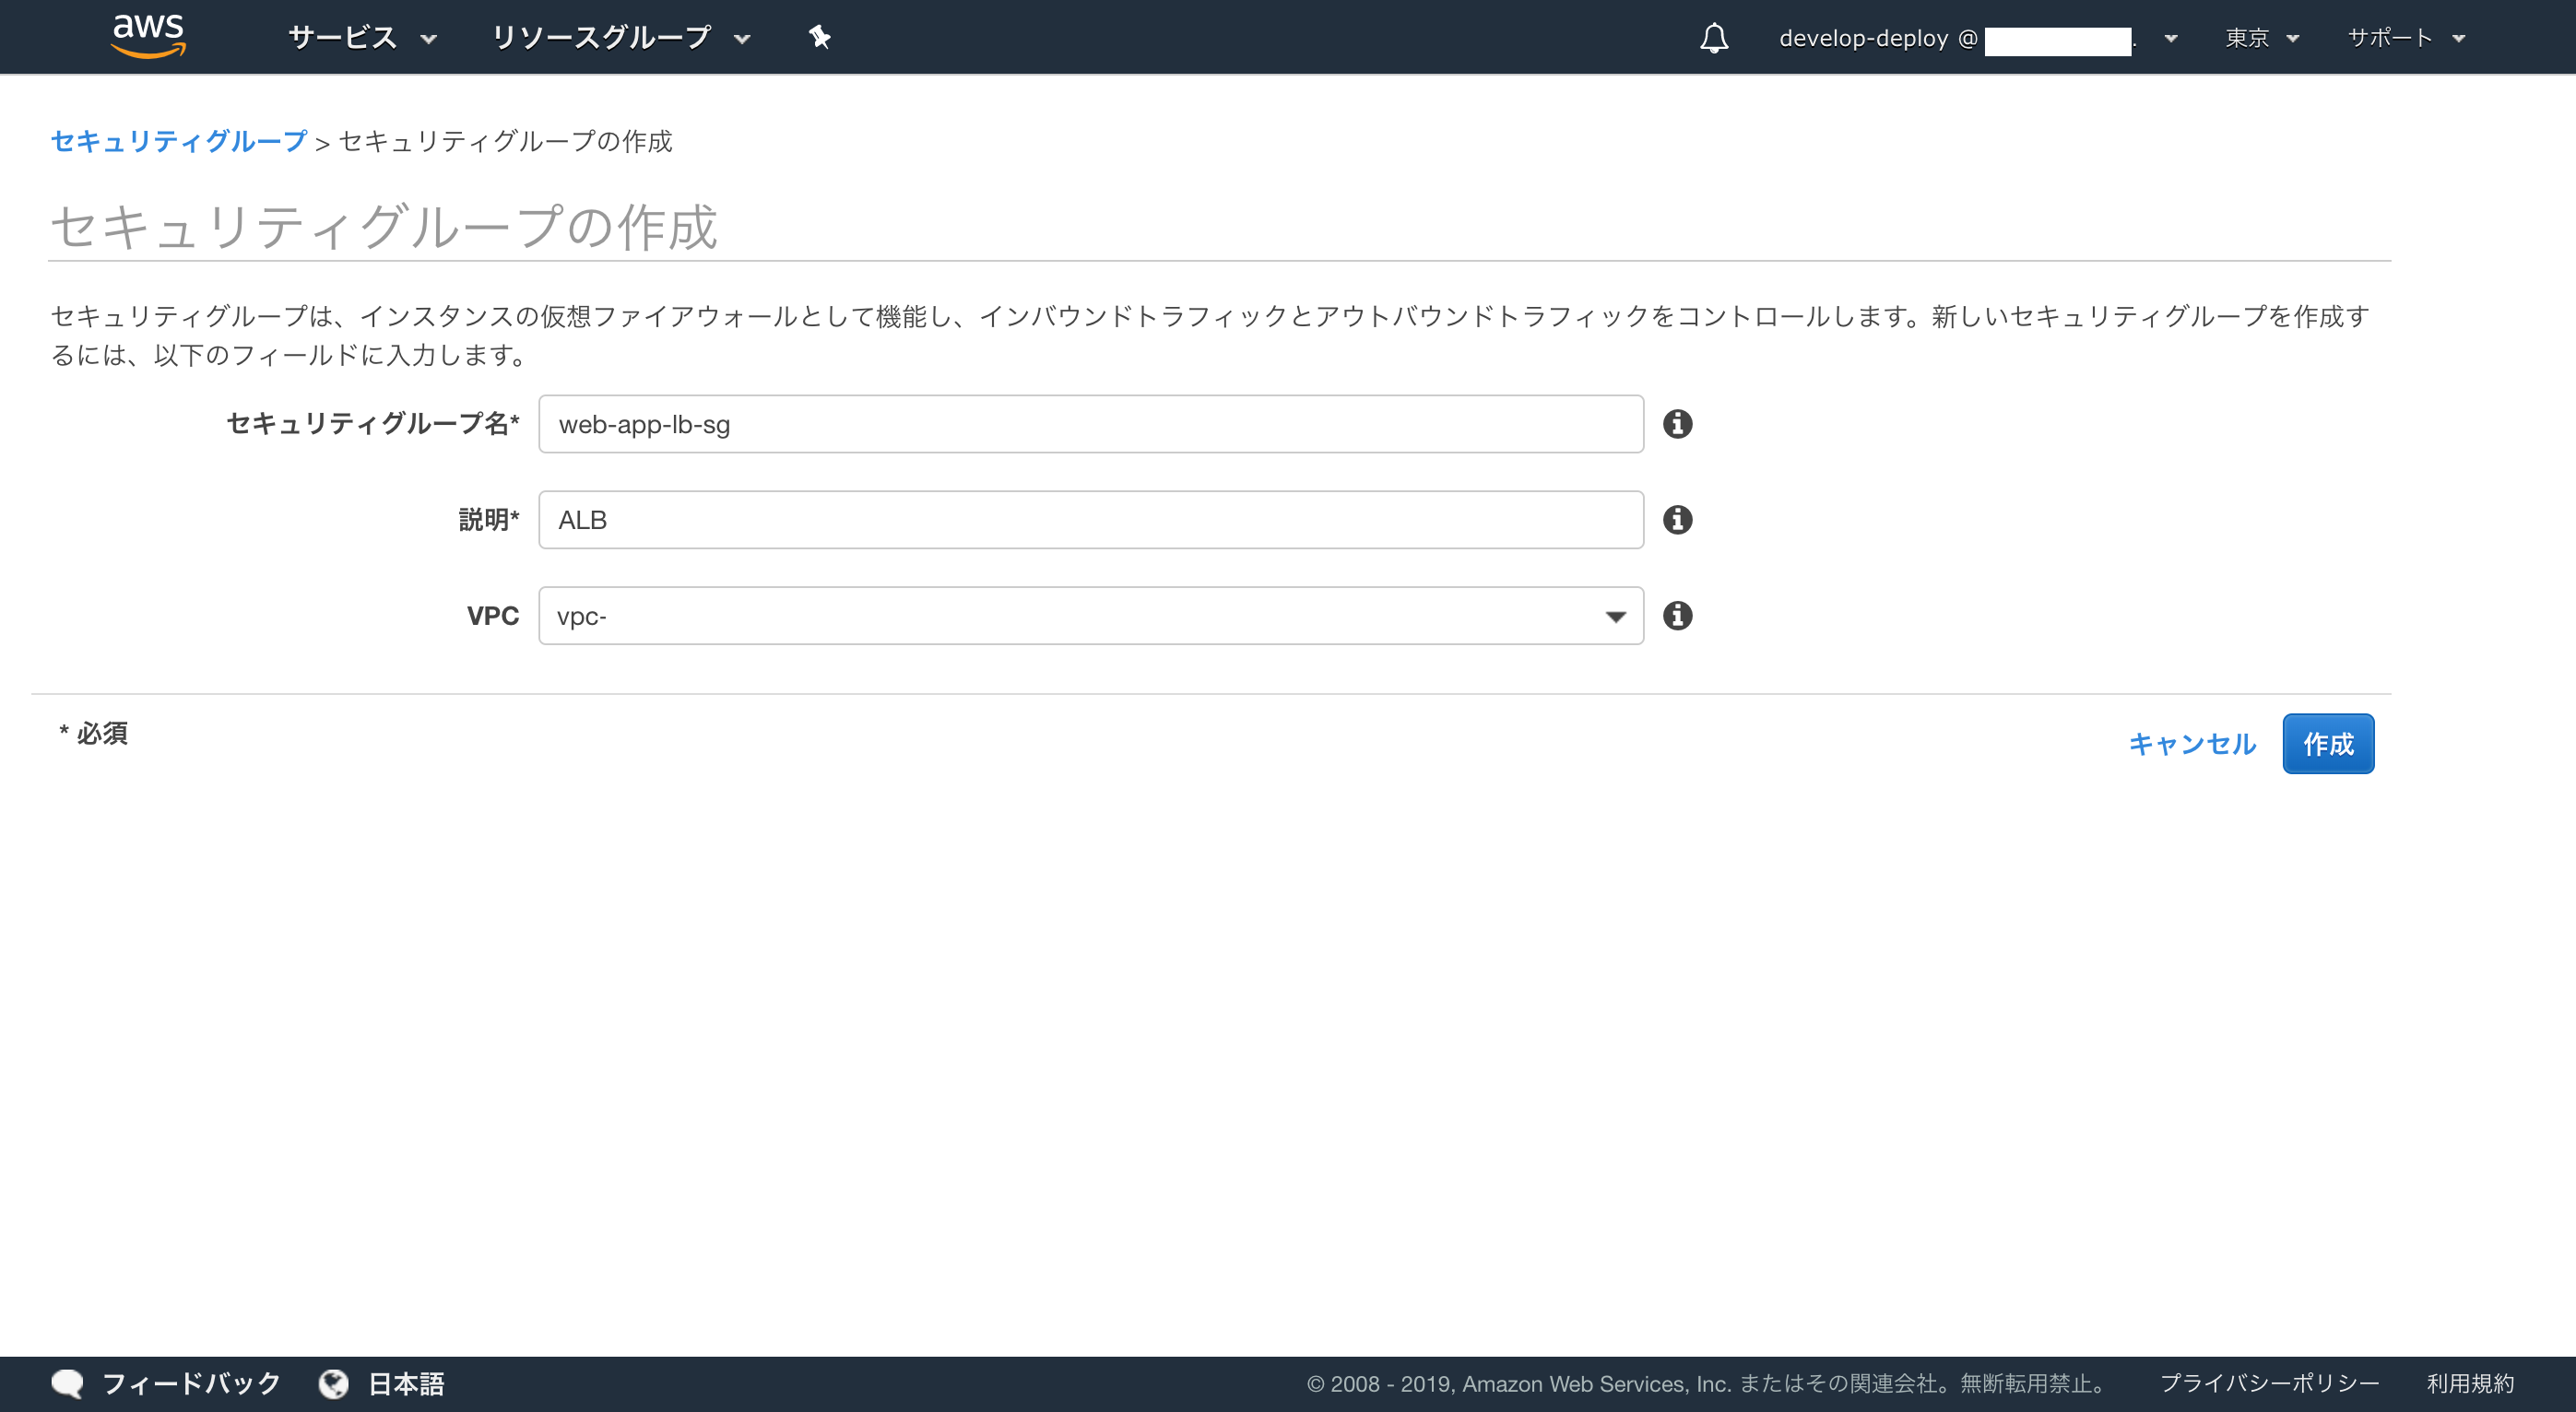 aws サービス リソースグループ develop-deploy @ . 東京 サポート
セキュリティグループ > セキュリティグループの作成
セキュリティグループの作成
セキュリティグループは、インスタンスの仮想ファイアウォールとして機能し、インバウンドトラフィックとアウトバウンドトラフィックをコントロールします。新しいセキュリティグループを作成す
るには、以下のフィールドに入力します。
セキュリティグループ名* web-app-lb-sg
説明* ALB
VPC vpc-
* 必須
キャンセル 作成
フィードバック 日本語 © 2008 - 2019, Amazon Web Services, Inc. またはその関連会社。無断転用禁止。 プライバシーポリシー 利用規約